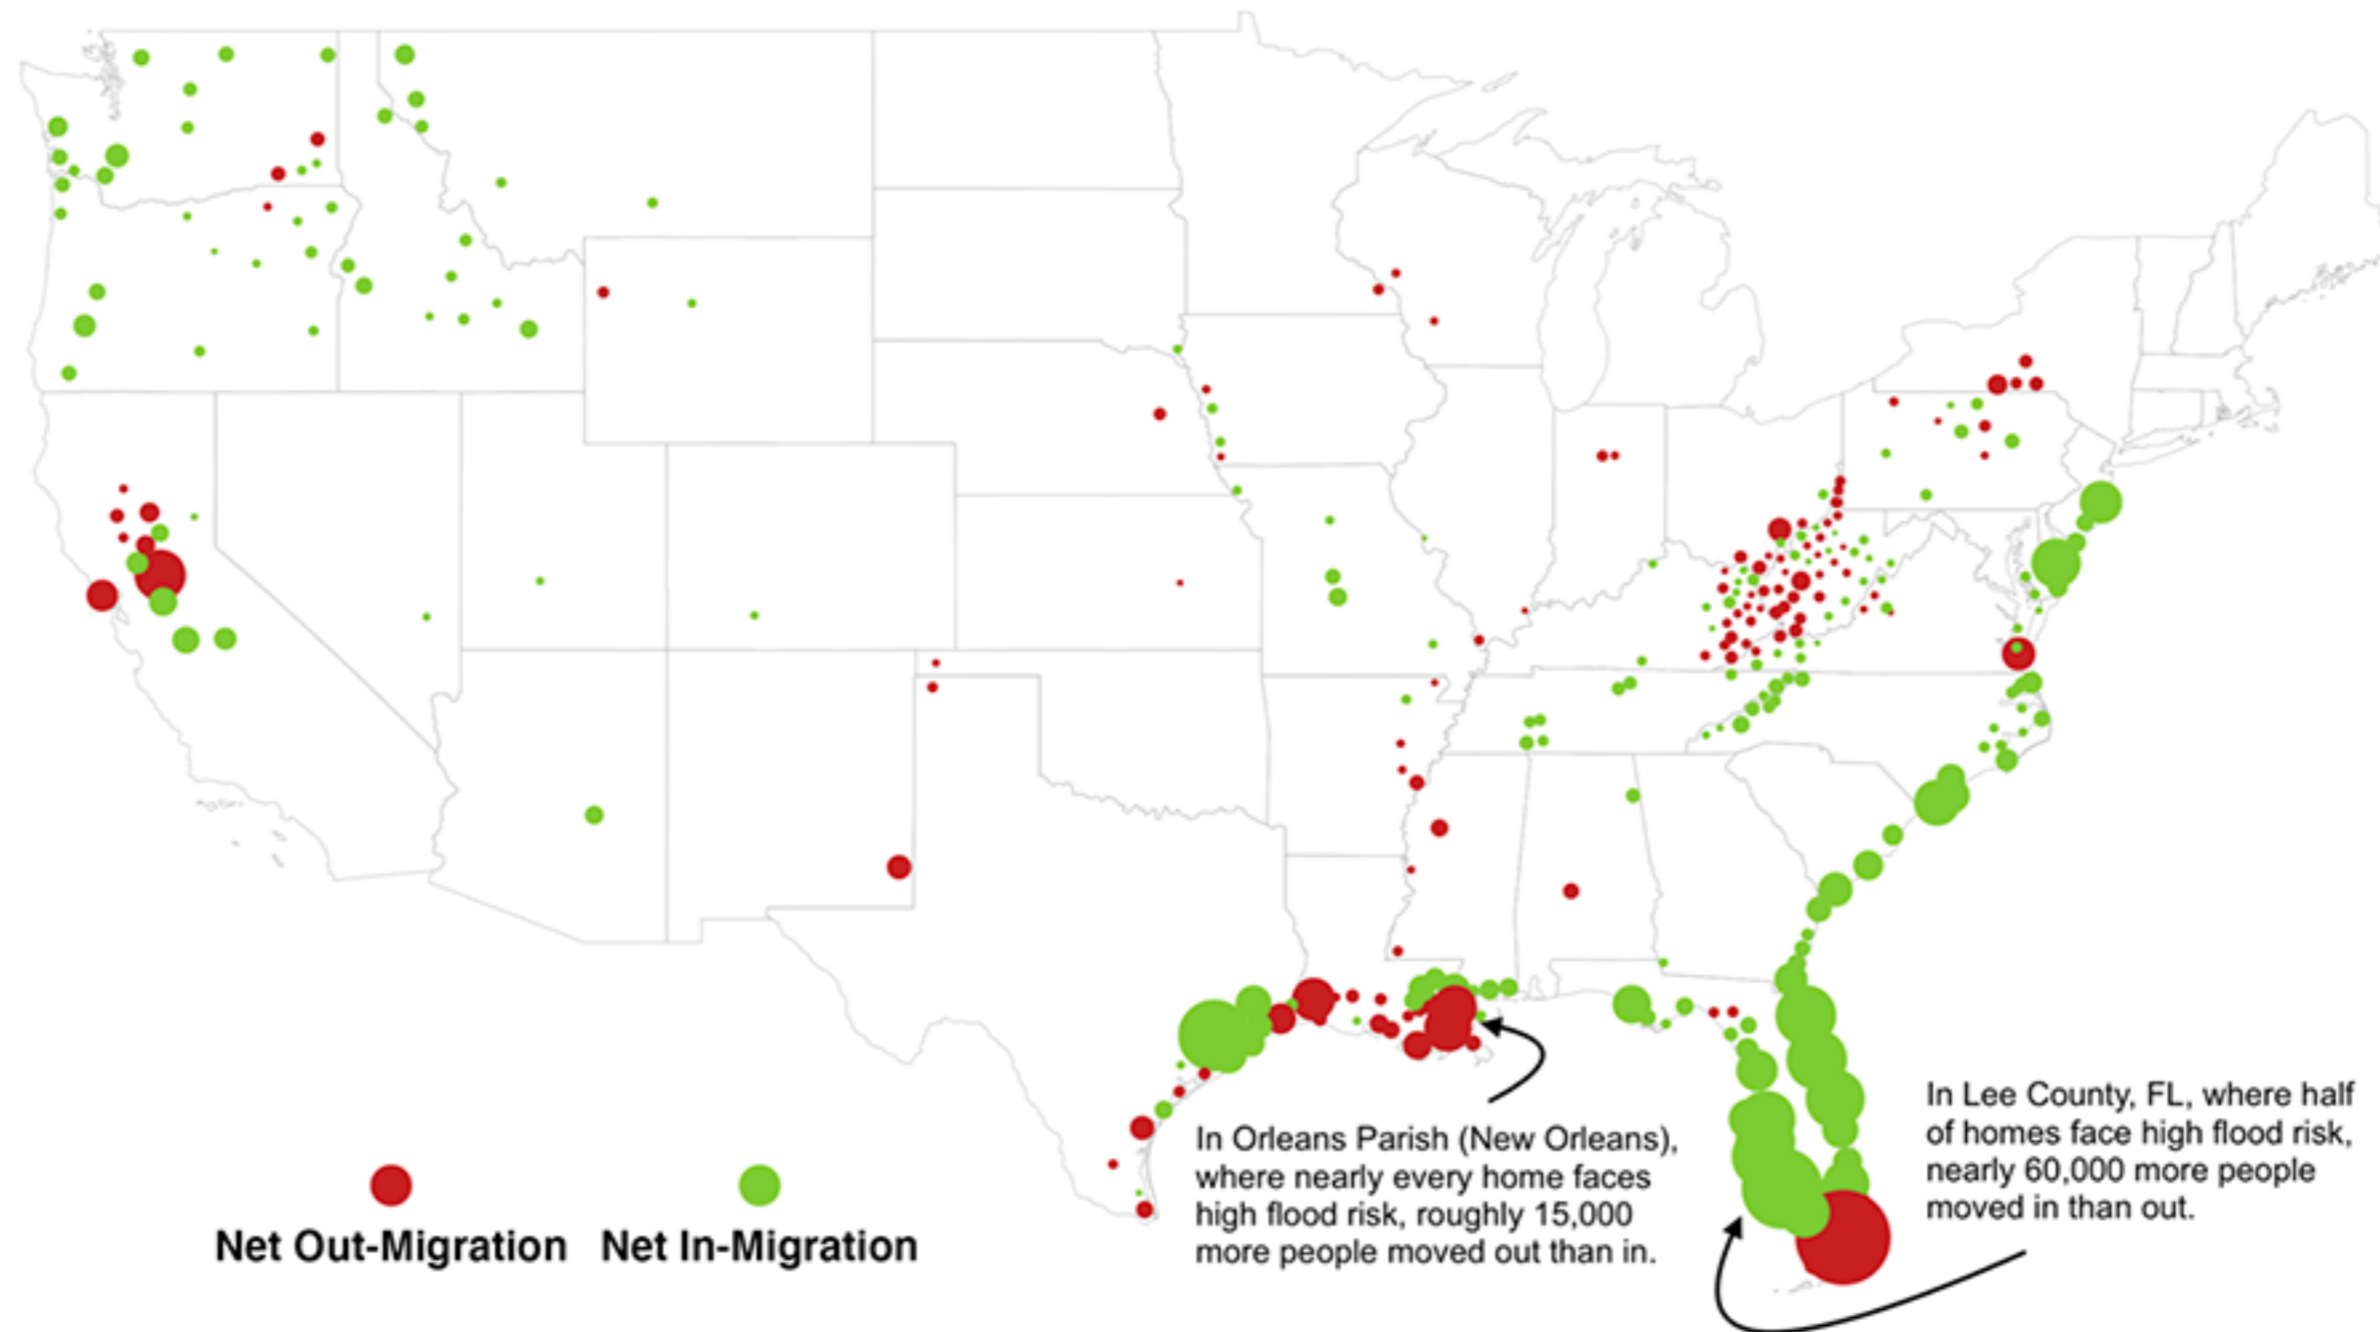 In Lee County, FL, where half
of homes face high flood risk,
nearly 60,000 more people
moved in than out.
In Orleans Parish (New Orleans),
where nearly every home faces
high flood risk, roughly 15,000
more people moved out than in.
Net Out-Migration
Net In-Migration